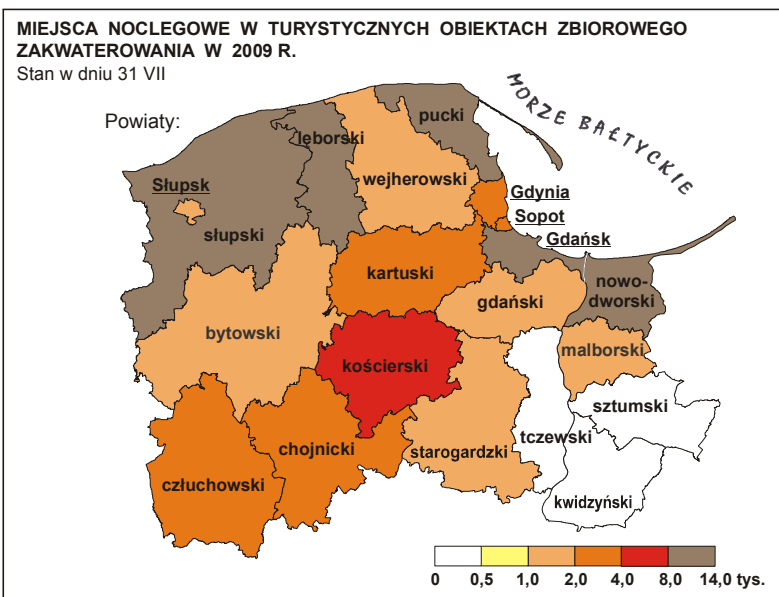 MIEJSCA NOCLEGOWE W TURYSTYCZNYCH OBIEKTACH ZBIOROWEGO
ZAKWATEROWANIA W 2009 R.
Stan w dniu 31 VII
Powiaty:
MORZE BAŁTYCKIE
pucki
lęborski
wejherowski
Słupsk
Gdynia
Sopot
słupski
Gdańsk
kartuski
nowo-
dworski
gdański
bytowski
malborski
kościerski
sztumski
tczewski
chojnicki
starogardzki
człuchowski
kwidzyński
0 0,5 1,0 2,0 4,0 8,0 14,0 tys.